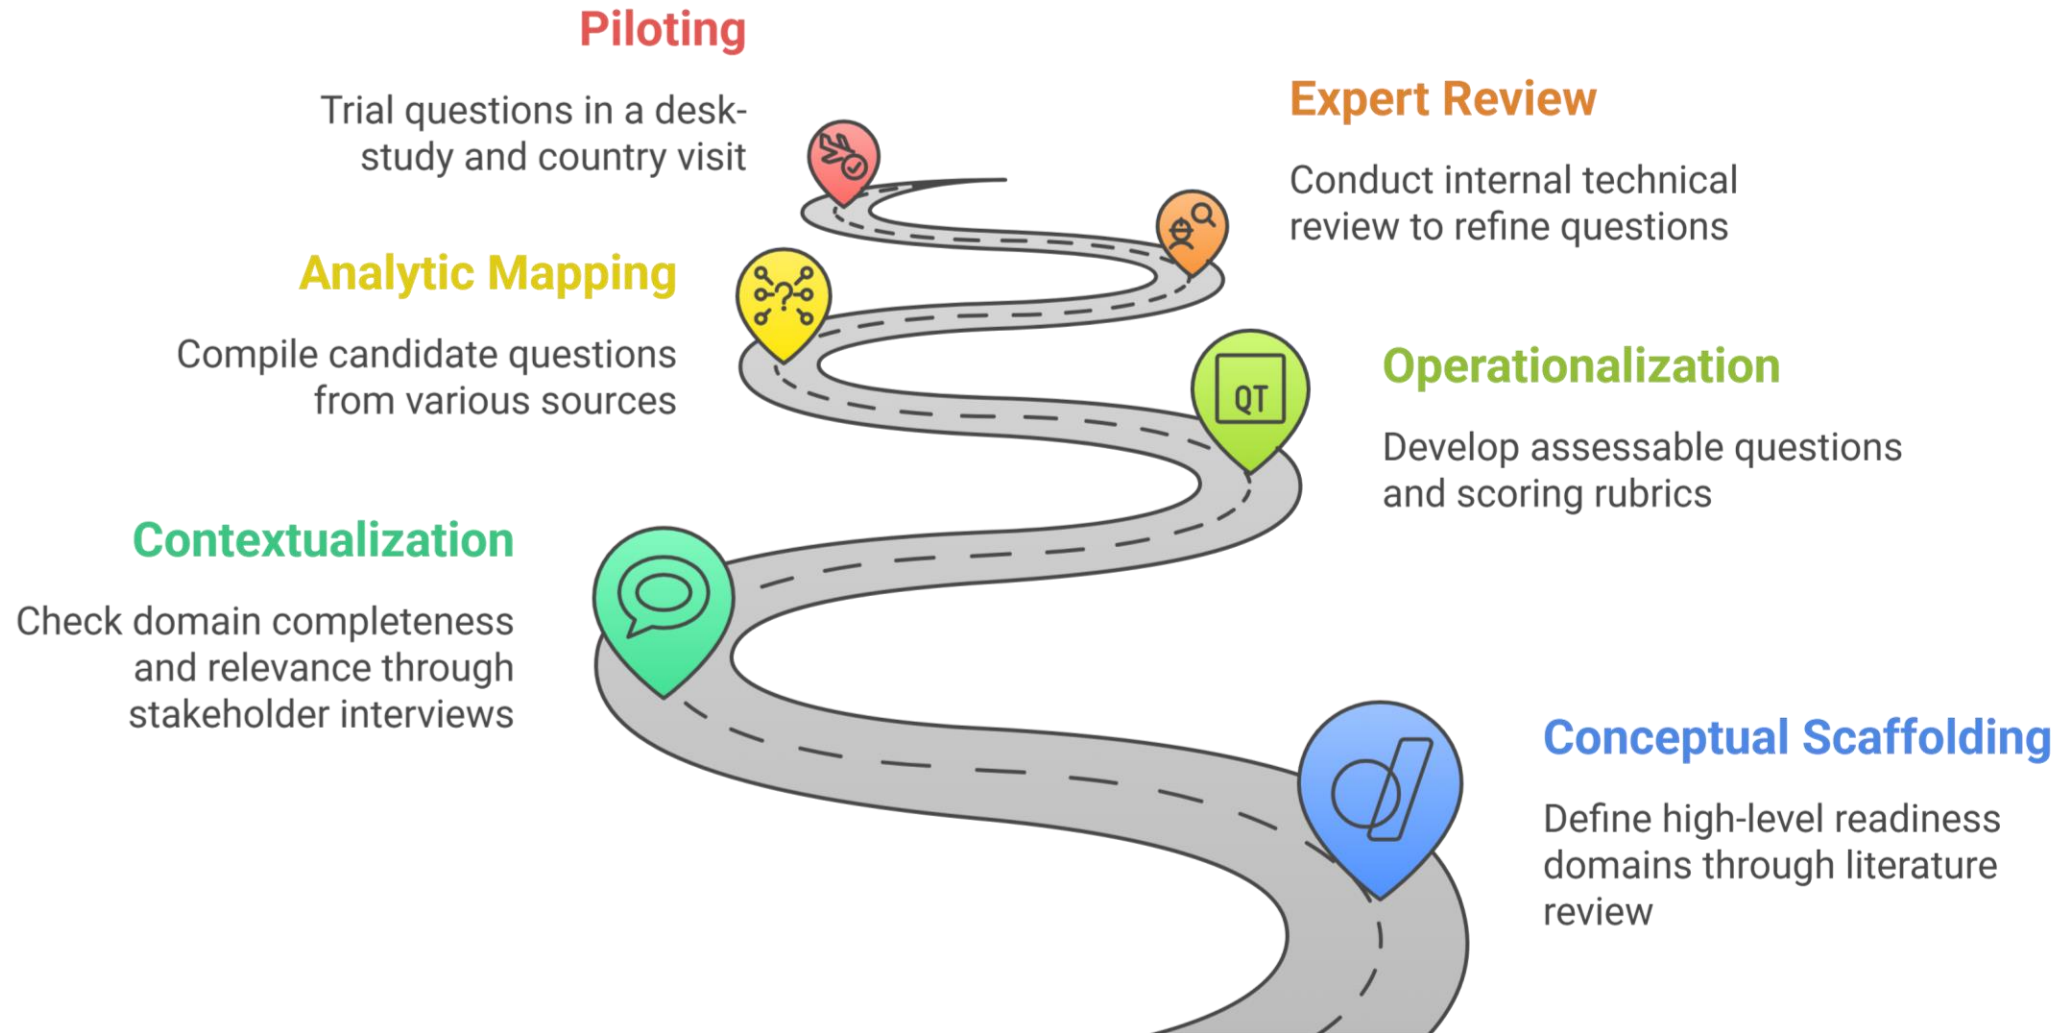 Piloting
Trial questions in a desk-
study and country visit
Expert Review
Conduct internal technical
review to refine questions
Analytic Mapping
Compile candidate questions
from various sources
QT
Operationalization
Develop assessable questions
and scoring rubrics
Contextualization
Check domain completeness
and relevance through
stakeholder interviews
Conceptual Scaffolding
Define high-level readiness
domains through literature
review